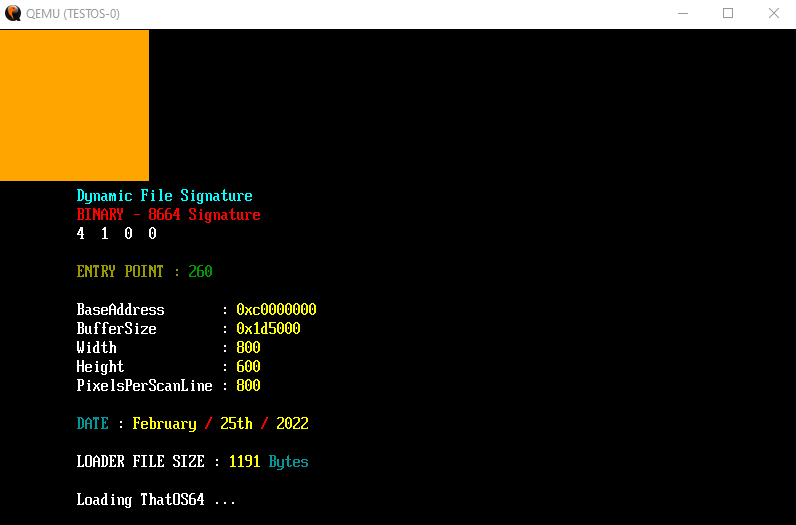 QEMU (TESTOS-0)
Dynamic File Signature
BINARY - 8664 Signature
4 1 0 0
ENTRY POINT : 260
BaseAddress : 0xc0000000
BufferSize : 0x1d5000
Width : 800
Height : 600
PixelsPerScanLine : 800
DATE : February / 25th / 2022
LOADER FILE SIZE : 1191 Bytes
Loading ThatOS64 ...